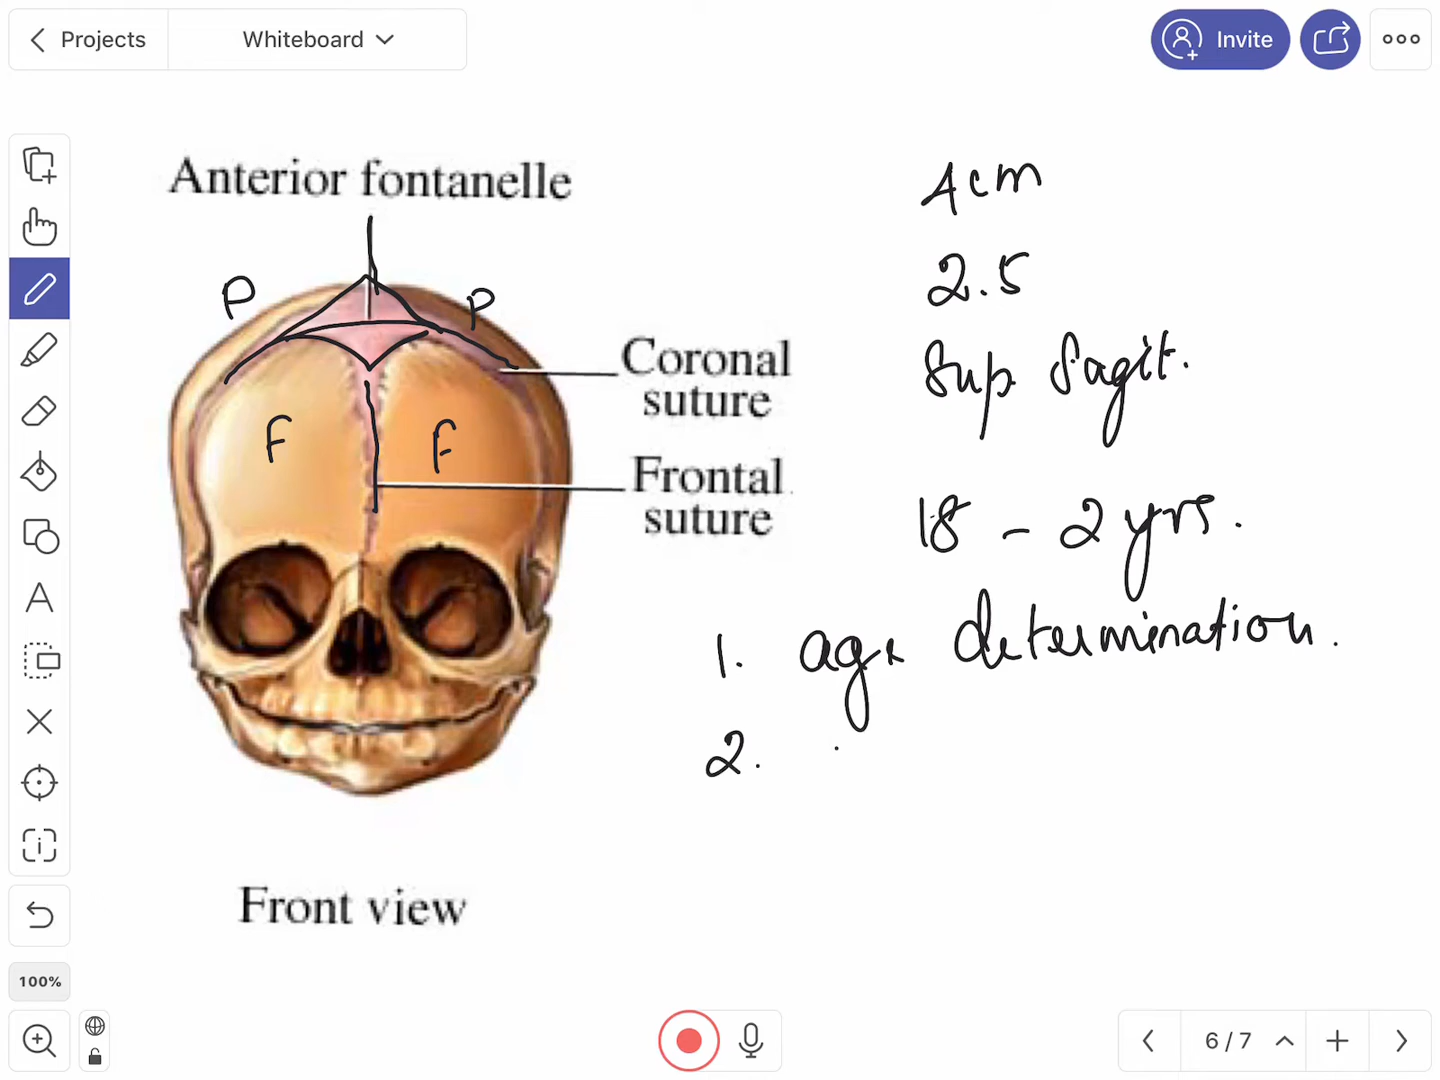 Projects
Whiteboard
Invite
Anterior fontanelle
P
P
Coronal
suture
F
F
Frontal
suture
Front view
4cm
2.5
Sup. Sagit.
18 - 2 yrs.
1. age determination.
2.
100%
6 / 7